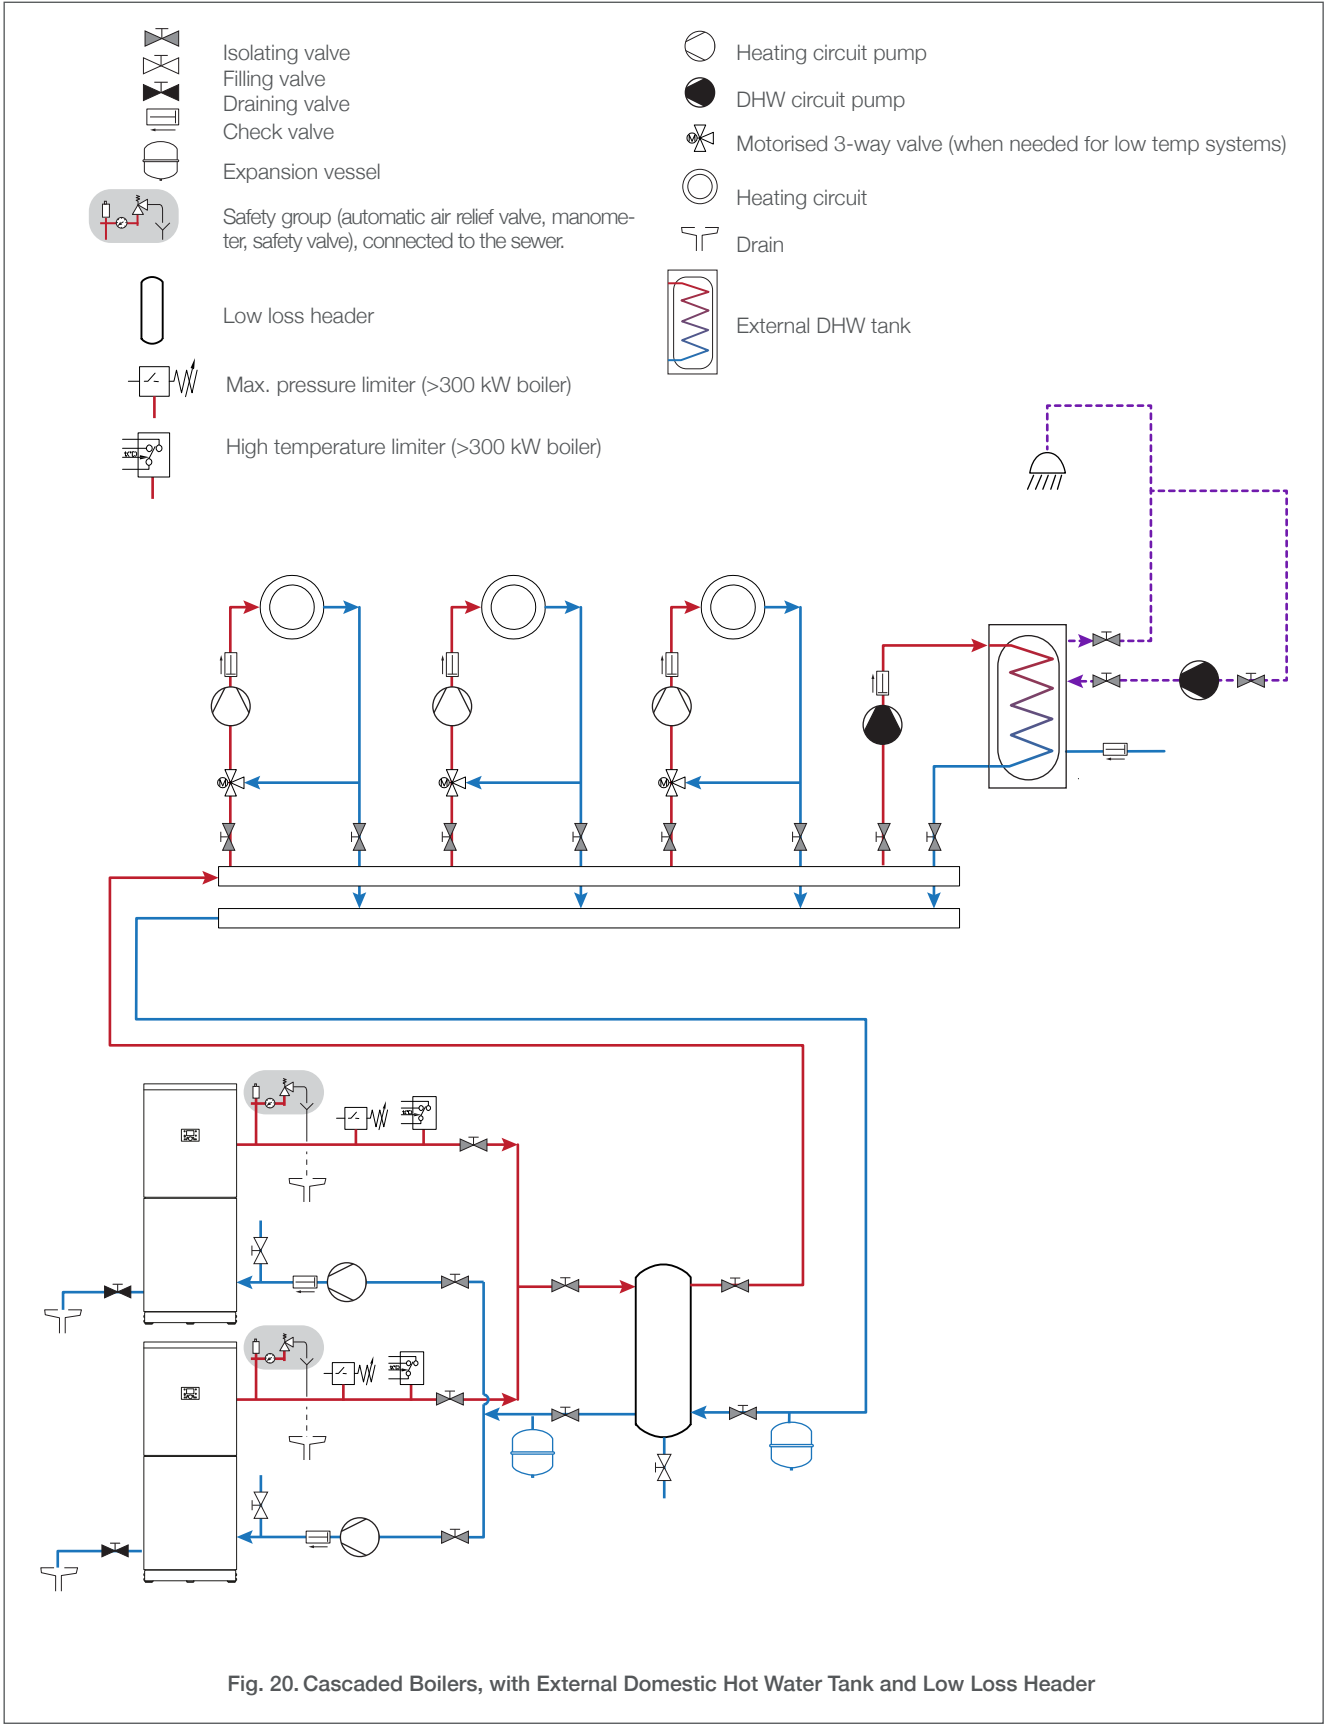 Isolating valve
Filling valve
Draining valve
Check valve
Expansion vessel
Safety group (automatic air relief valve, manome-
ter, safety valve), connected to the sewer.
Low loss header
Max. pressure limiter (>300 kW boiler)
High temperature limiter (>300 kW boiler)
Heating circuit pump
DHW circuit pump
M
Motorised 3-way valve (when needed for low temp systems)
Heating circuit
Drain
External DHW tank
M
M
M
Fig. 20. Cascaded Boilers, with External Domestic Hot Water Tank and Low Loss Header